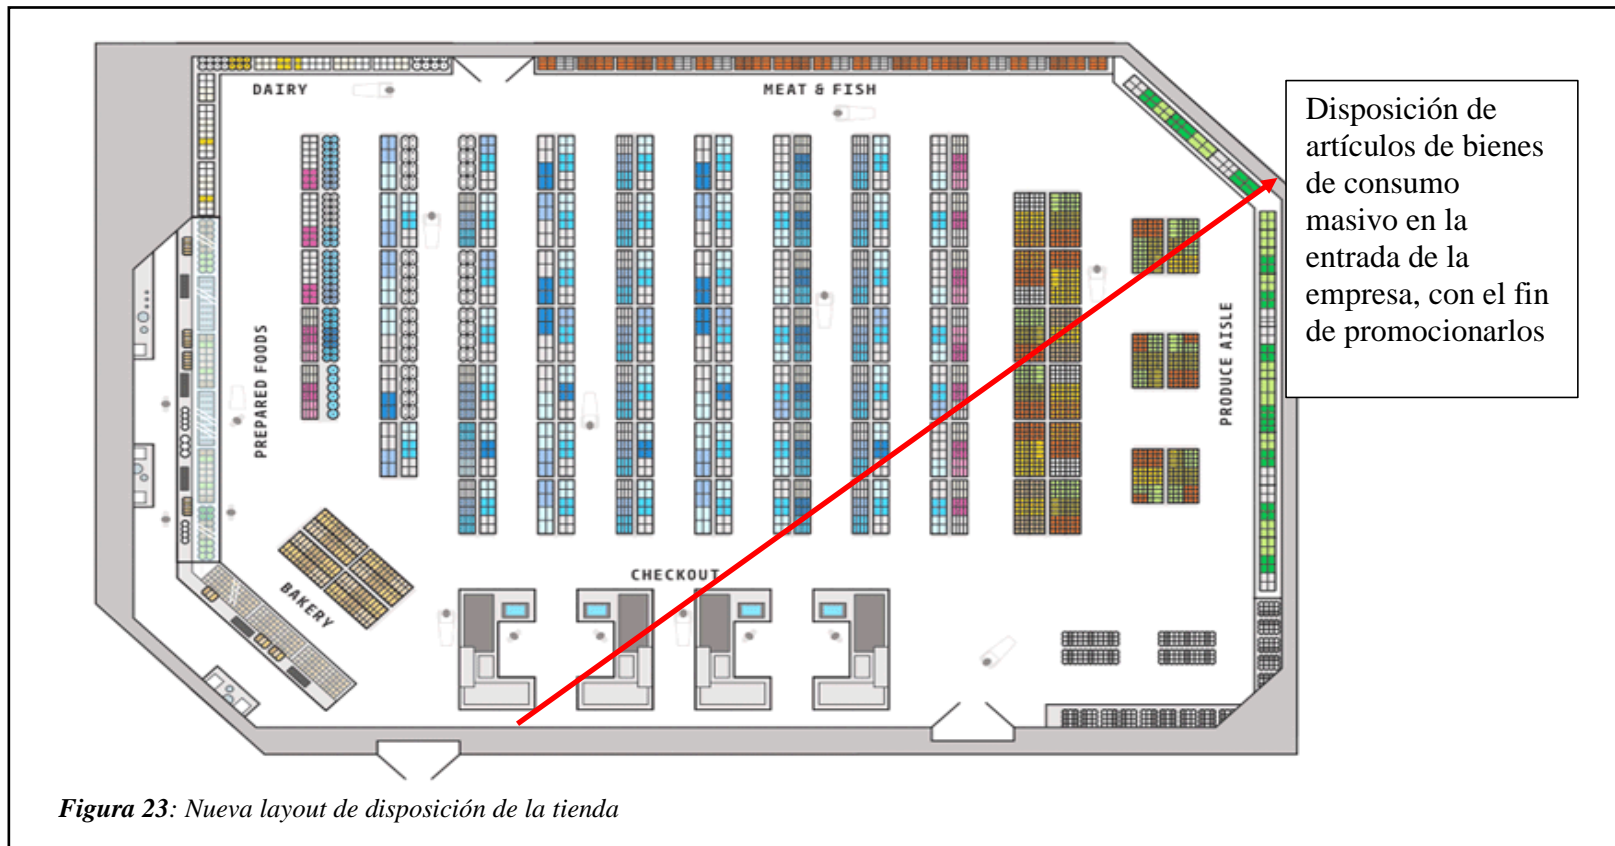 DAIRY
MEAT & FISH
Disposición de
artículos de bienes
de consumo
masivo en la
entrada de la
empresa, con el fin
de promocionarlos
PREPARED FOODS
PRODUCE AISLE
BAKERY
CHECKOUT
Figura 23: Nueva layout de disposición de la tienda